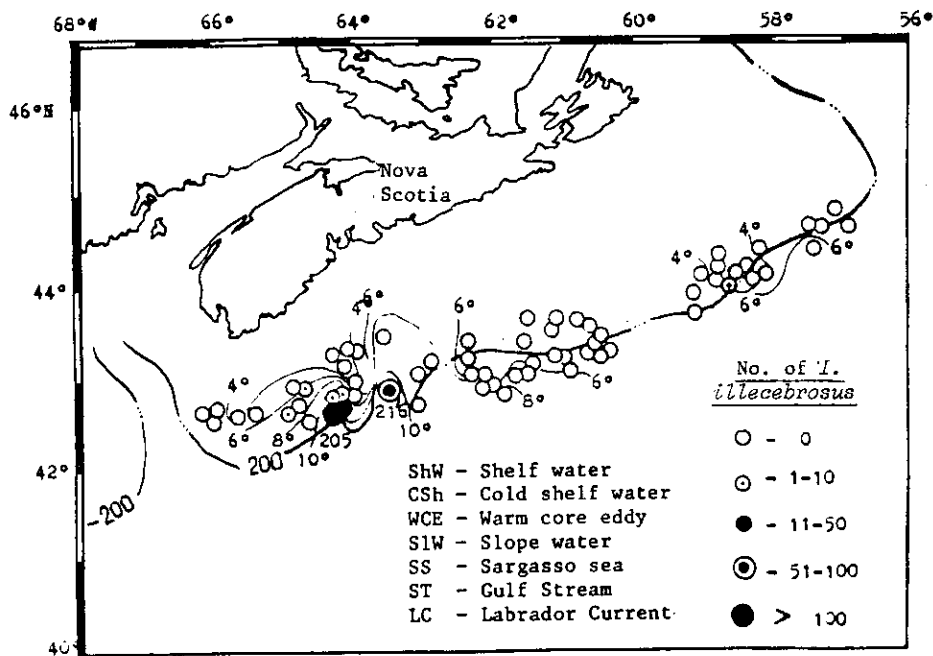 68°W 66° 64° 62° 60 58° 56°
46°N
Nova
Scotia
4°
4° 6°
44°
4° 6° 6°
6°
4°
6°
6°
8°
216
10°
6° 8° 205
10°
200
42°
200
40°
No. of I.
illecebrosus
0 - 0
- 1-10
- 11-50
- 51-100
> 100
ShW - Shelf water
CSh - Cold shelf water
WCE - Warm core eddy
SlW - Slope water
SS - Sargasso sea
ST - Gulf Stream
LC - Labrador Current